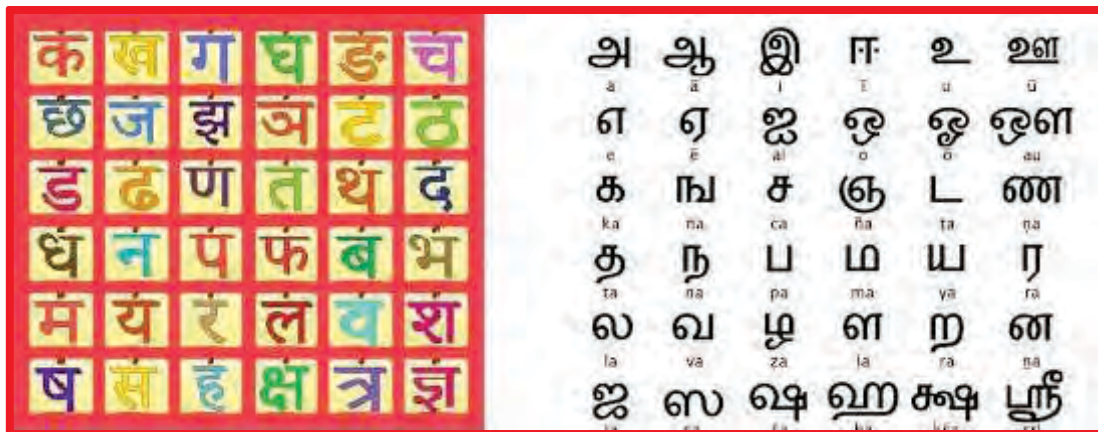 क ख ग घ ङ च
छ ज झ ञ ट ठ
ड ढ ण त थ द
ध न प फ ब भ
म य र ल व श
ष स ह क्ष त्र ज्ञ
அ ஆ இ ஈ உ ஊ
a ā i ī u ū
எ ஏ ஐ ஒ ஓ ஔ
e ē ai o ō au
க ங ச ஞ ட ண
ka ṅa ca ña ṭa ṇa
த ந ப ம ய ர
ta na pa ma ya ra
ல வ ழ ள ற ன
la va za ḷa ṟa ṉa
ஜ ஸ ஷ ஹ க்ஷ ஸ்ரீ